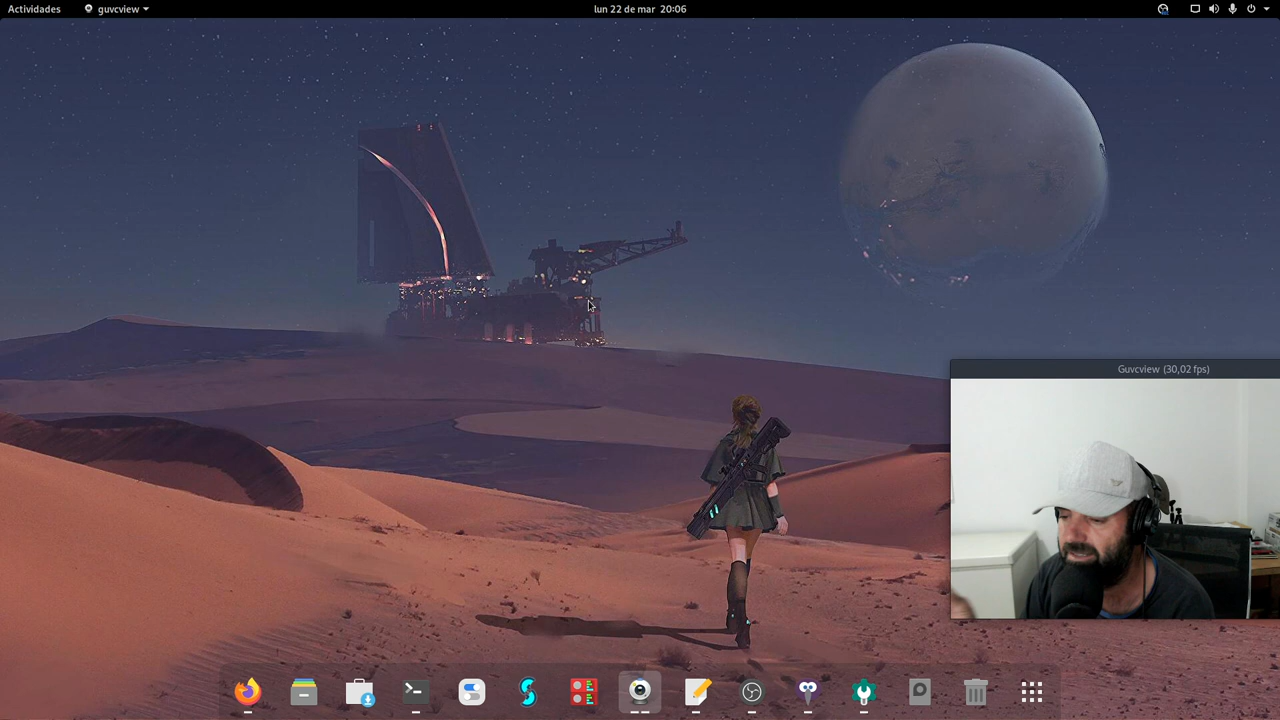 Actividades
guvcview
lun 22 de mar 20:06
Guvcview (30,02 fps)